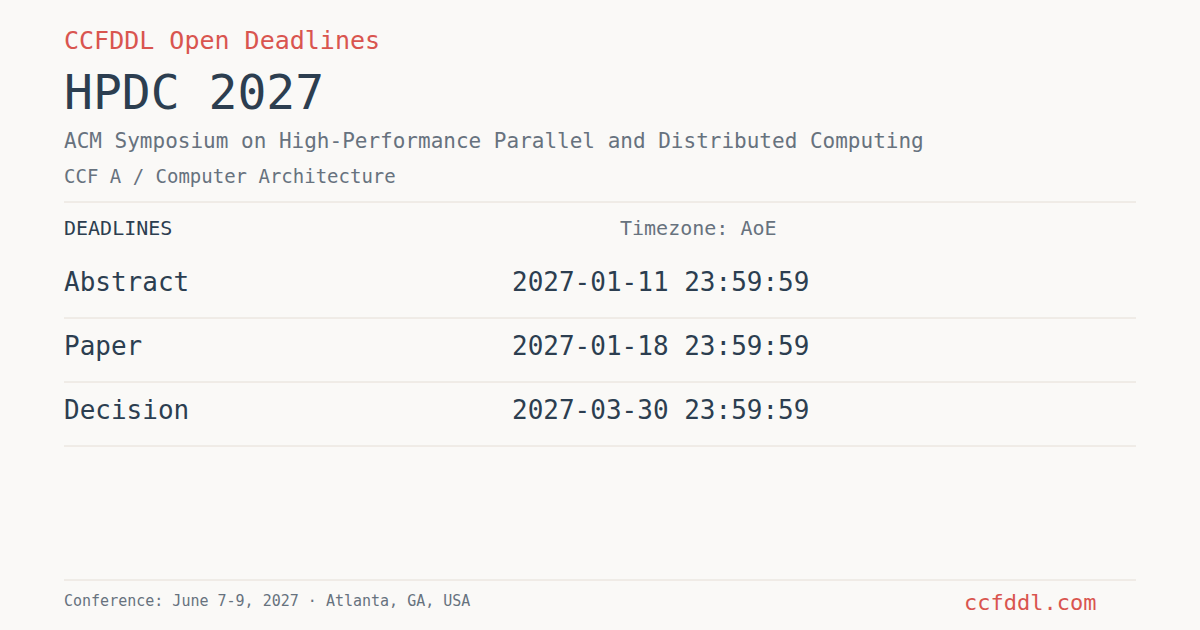 CCFDDL Open Deadlines
HPDC 2027
ACM Symposium on High-Performance Parallel and Distributed Computing
CCF A / Computer Architecture
DEADLINES Timezone: AoE
Abstract 2027-01-11 23:59:59
Paper 2027-01-18 23:59:59
Decision 2027-03-30 23:59:59
Conference: June 7-9, 2027 · Atlanta, GA, USA ccfddl.com